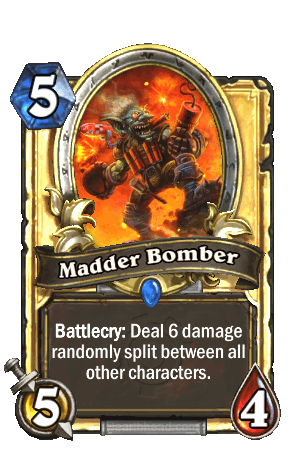 5
Madder Bomber
Battlecry: Deal 6 damage
randomly split between all
other characters.
5
4